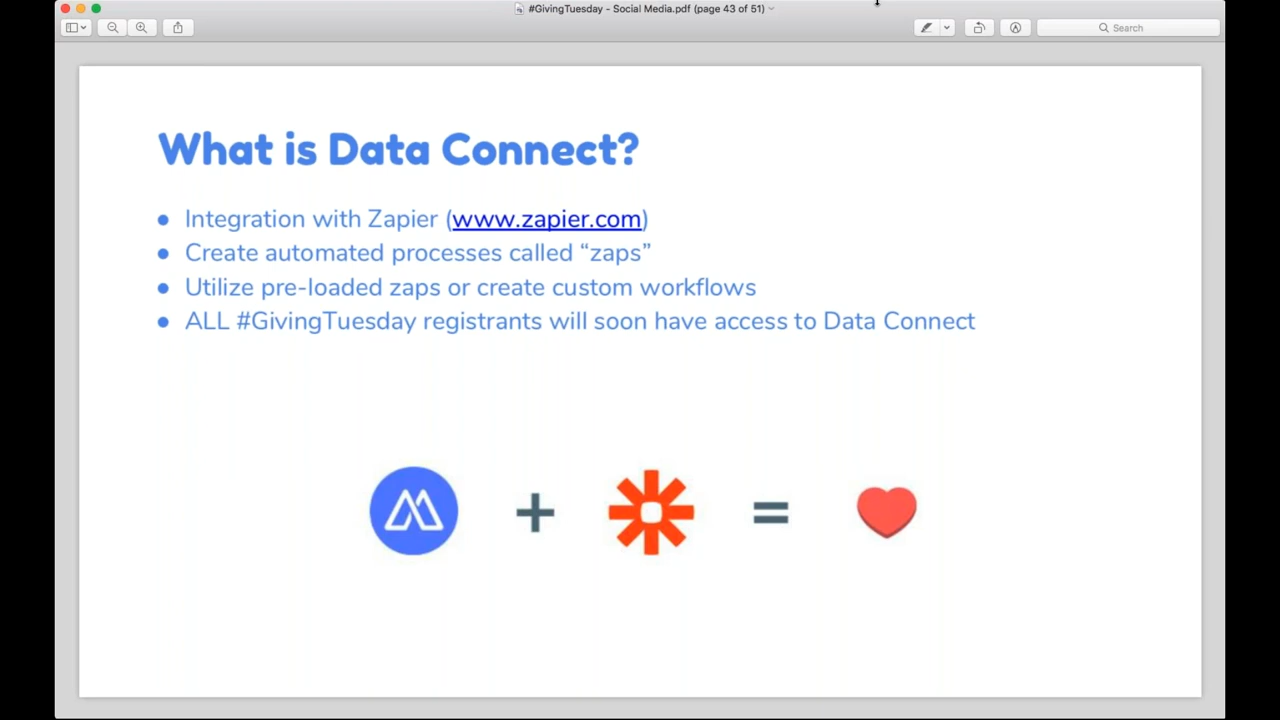 #GivingTuesday - Social Media.pdf (page 43 of 51)
Search
What is Data Connect?
● Integration with Zapier (www.zapier.com)
● Create automated processes called “zaps”
● Utilize pre-loaded zaps or create custom workflows
● ALL #GivingTuesday registrants will soon have access to Data Connect
+ =